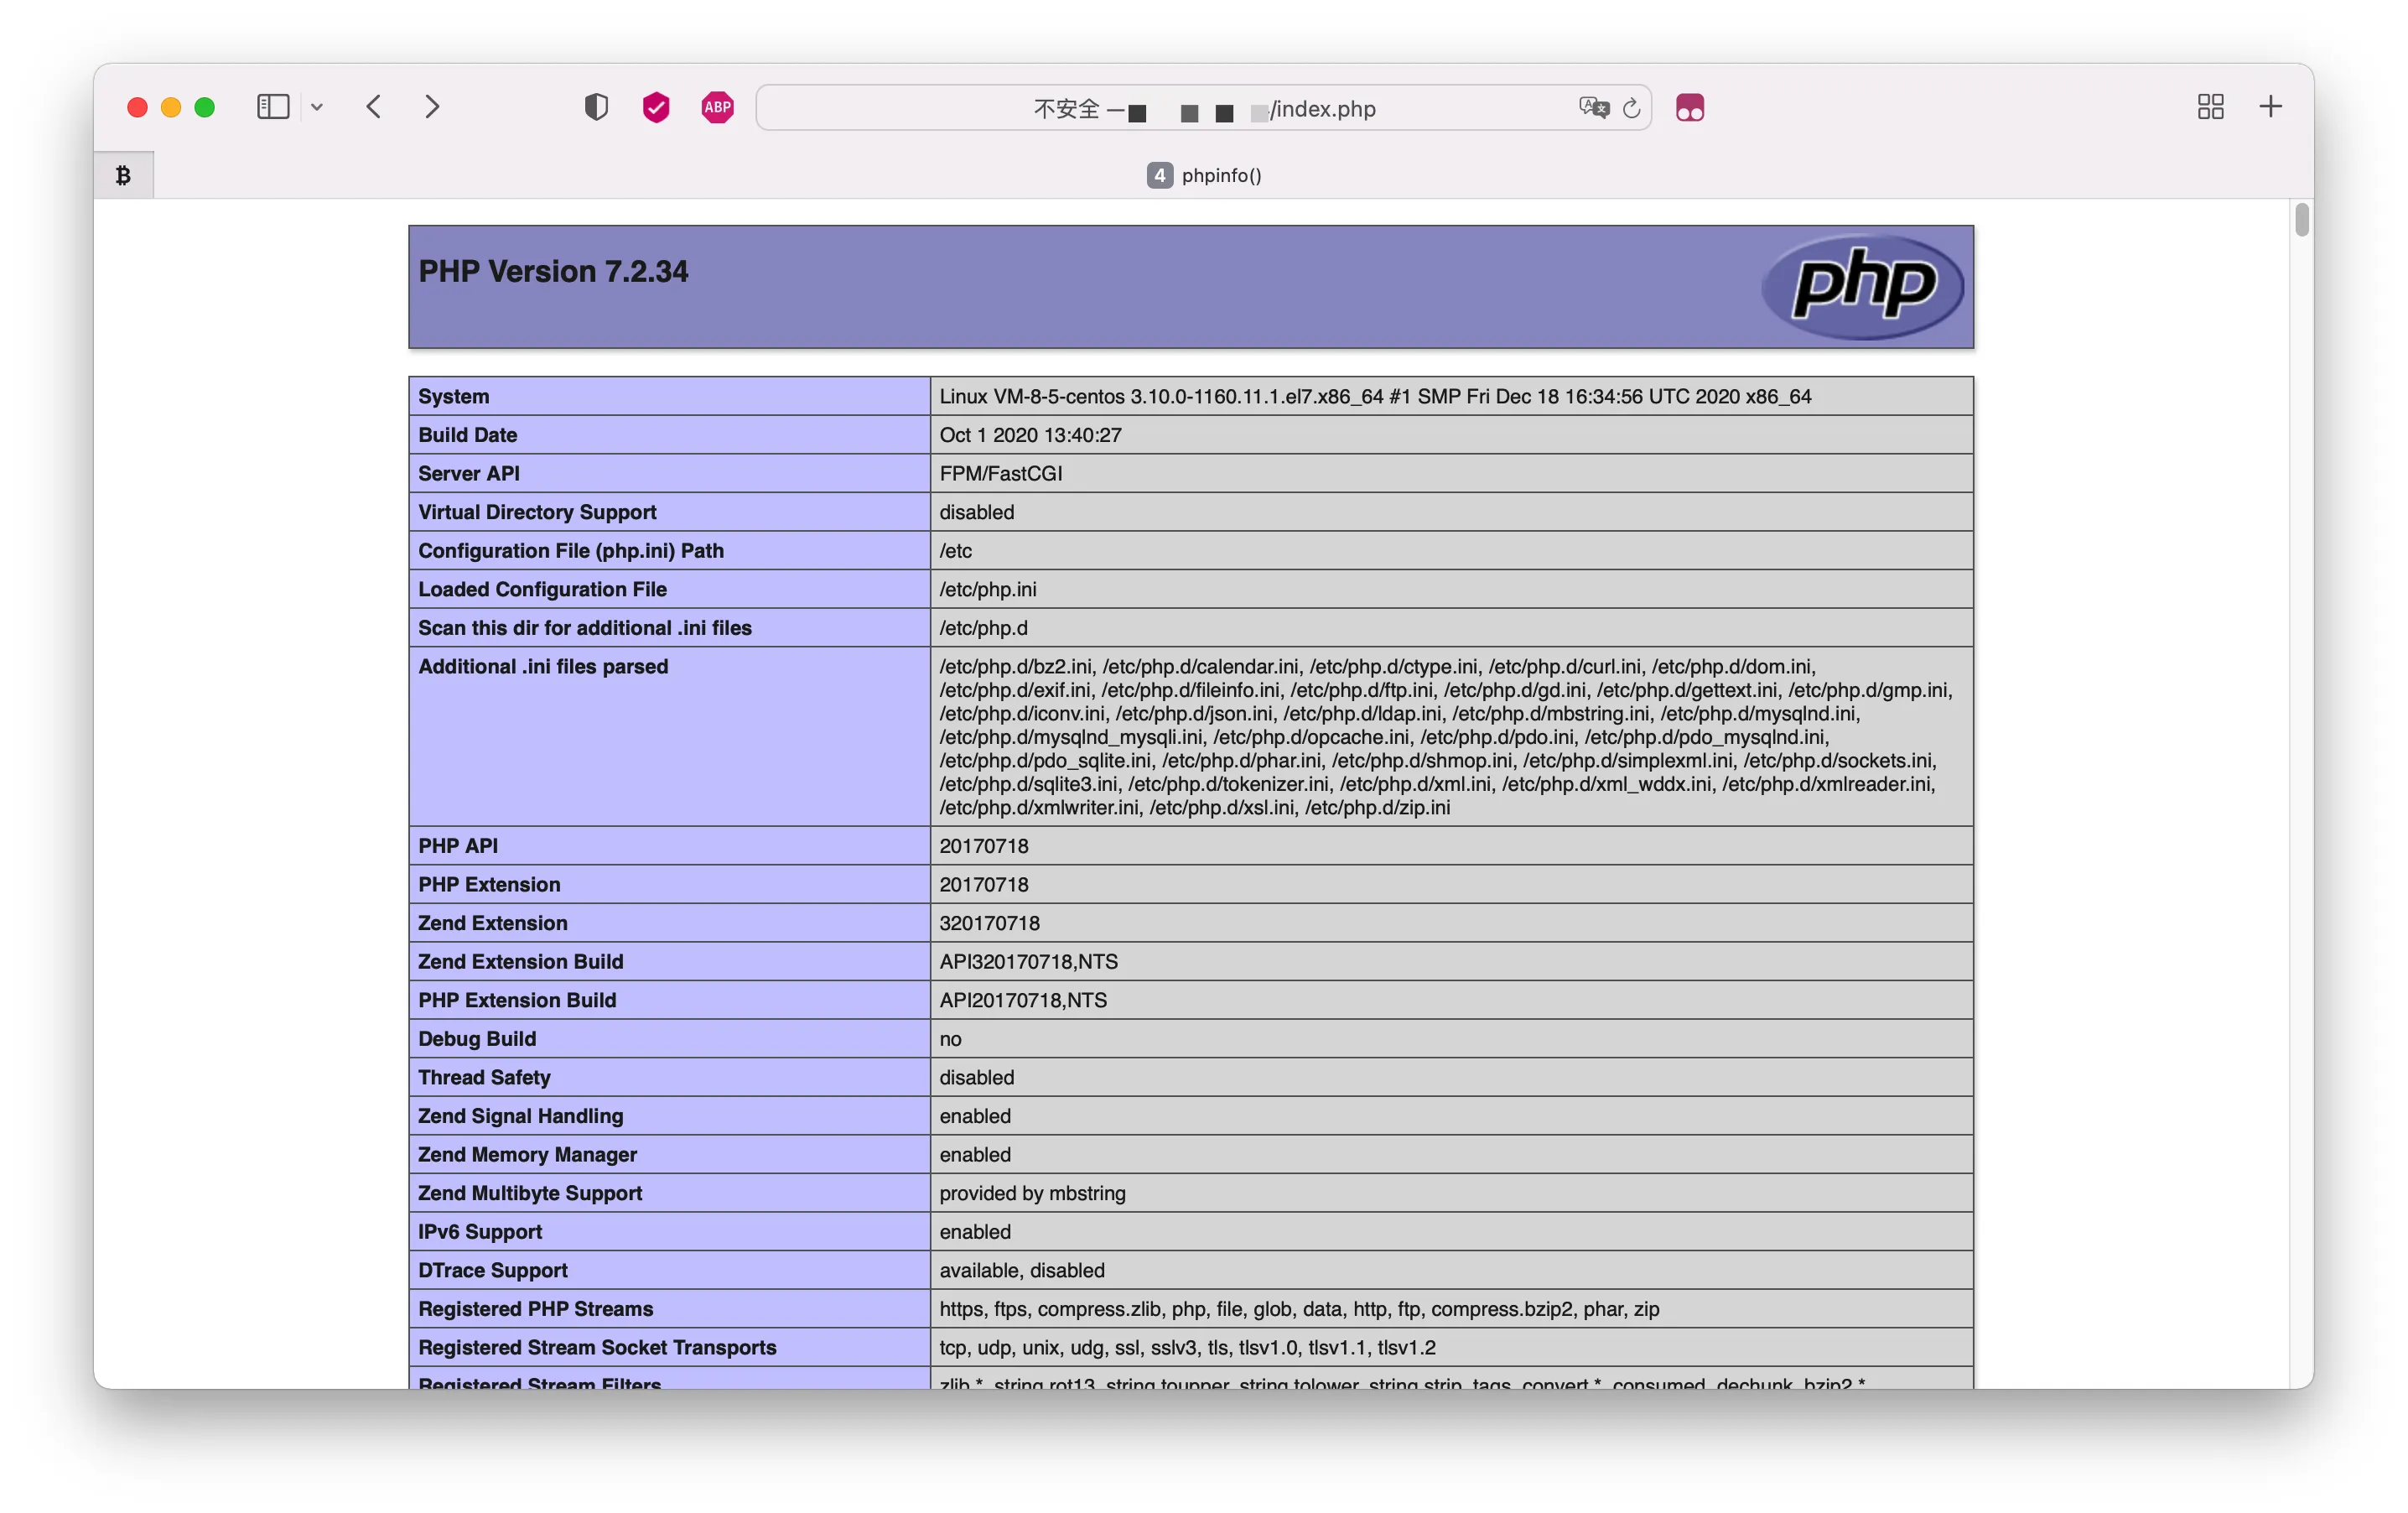 ABP
不安全 — /index.php
4 phpinfo()
PHP Version 7.2.34
php
System Linux VM-8-5-centos 3.10.0-1160.11.1.el7.x86_64 #1 SMP Fri Dec 18 16:34:56 UTC 2020 x86_64
Build Date Oct 1 2020 13:40:27
Server API FPM/FastCGI
Virtual Directory Support disabled
Configuration File (php.ini) Path /etc
Loaded Configuration File /etc/php.ini
Scan this dir for additional .ini files /etc/php.d
Additional .ini files parsed /etc/php.d/bz2.ini, /etc/php.d/calendar.ini, /etc/php.d/ctype.ini, /etc/php.d/curl.ini, /etc/php.d/dom.ini,
/etc/php.d/exif.ini, /etc/php.d/fileinfo.ini, /etc/php.d/ftp.ini, /etc/php.d/gd.ini, /etc/php.d/gettext.ini, /etc/php.d/gmp.ini,
/etc/php.d/iconv.ini, /etc/php.d/json.ini, /etc/php.d/ldap.ini, /etc/php.d/mbstring.ini, /etc/php.d/mysqlnd.ini,
/etc/php.d/mysqlnd_mysqli.ini, /etc/php.d/opcache.ini, /etc/php.d/pdo.ini, /etc/php.d/pdo_mysqlnd.ini,
/etc/php.d/pdo_sqlite.ini, /etc/php.d/phar.ini, /etc/php.d/shmop.ini, /etc/php.d/simplexml.ini, /etc/php.d/sockets.ini,
/etc/php.d/sqlite3.ini, /etc/php.d/tokenizer.ini, /etc/php.d/xml.ini, /etc/php.d/xml_wddx.ini, /etc/php.d/xmlreader.ini,
/etc/php.d/xmlwriter.ini, /etc/php.d/xsl.ini, /etc/php.d/zip.ini
PHP API 20170718
PHP Extension 20170718
Zend Extension 320170718
Zend Extension Build API320170718,NTS
PHP Extension Build API20170718,NTS
Debug Build no
Thread Safety disabled
Zend Signal Handling enabled
Zend Memory Manager enabled
Zend Multibyte Support provided by mbstring
IPv6 Support enabled
DTrace Support available, disabled
Registered PHP Streams https, ftps, compress.zlib, php, file, glob, data, http, ftp, compress.bzip2, phar, zip
Registered Stream Socket Transports tcp, udp, unix, udg, ssl, sslv3, tls, tlsv1.0, tlsv1.1, tlsv1.2
Registered Stream Filters zlib.*, string.rot13, string.toupper, string.tolower, string.strip_tags, convert.*, consumed, dechunk, bzip2.*